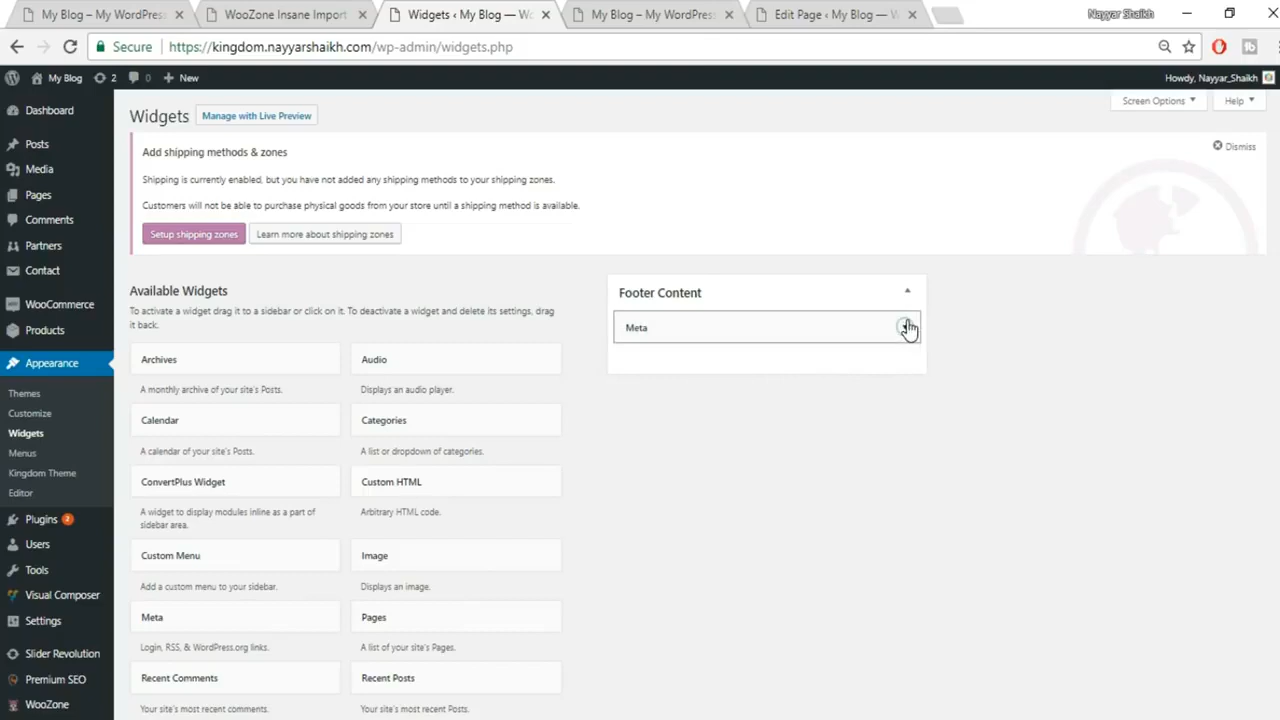 My Blog – My WordPress
WooZone Insane Import
Widgets ‹ My Blog — W
My Blog – My WordPress
Edit Page ‹ My Blog — W
Nayyar Shaikh
Secure
https://kingdom.nayyarshaikh.com/wp-admin/widgets.php
My Blog
2
0
New
Howdy, Nayyar_Shaikh
Dashboard
Posts
Media
Pages
Comments
Partners
Contact
WooCommerce
Products
Appearance
Themes
Customize
Widgets
Menus
Kingdom Theme
Editor
Plugins 2
Users
Tools
Visual Composer
Settings
Slider Revolution
Premium SEO
WooZone
Screen Options
Help
Widgets
Manage with Live Preview
Add shipping methods & zones
Dismiss
Shipping is currently enabled, but you have not added any shipping methods to your shipping zones.
Customers will not be able to purchase physical goods from your store until a shipping method is available.
Setup shipping zones
Learn more about shipping zones
Available Widgets
To activate a widget drag it to a sidebar or click on it. To deactivate a widget and delete its settings, drag
it back.
Archives
A monthly archive of your site's Posts.
Audio
Displays an audio player.
Calendar
A calendar of your site's Posts.
Categories
A list or dropdown of categories.
ConvertPlus Widget
A widget to display modules inline as a part of
sidebar area.
Custom HTML
Arbitrary HTML code.
Custom Menu
Add a custom menu to your sidebar.
Image
Displays an image.
Meta
Login, RSS, & WordPress.org links.
Pages
A list of your site's Pages.
Recent Comments
Your site's most recent comments.
Recent Posts
Your site's most recent Posts.
Footer Content
Meta